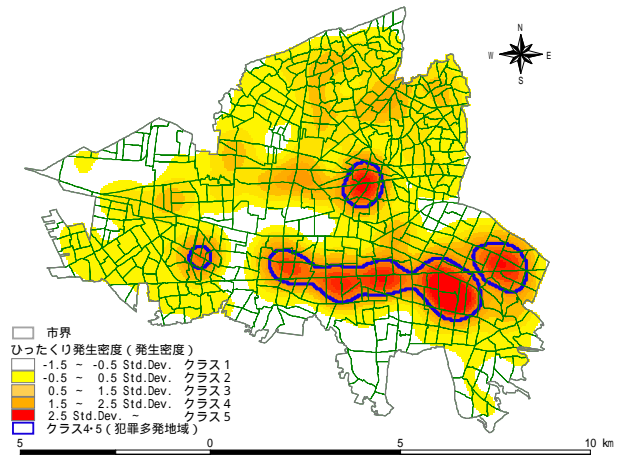 N
W E
S
市界
ひったくり発生密度(発生密度)
-1.5 ~ -0.5 Std.Dev. クラス1
-0.5 ~ 0.5 Std.Dev. クラス2
0.5 ~ 1.5 Std.Dev. クラス3
1.5 ~ 2.5 Std.Dev. クラス4
2.5 Std.Dev. ~ クラス5
クラス4・5(犯罪多発地域)
5 0 5 10 km